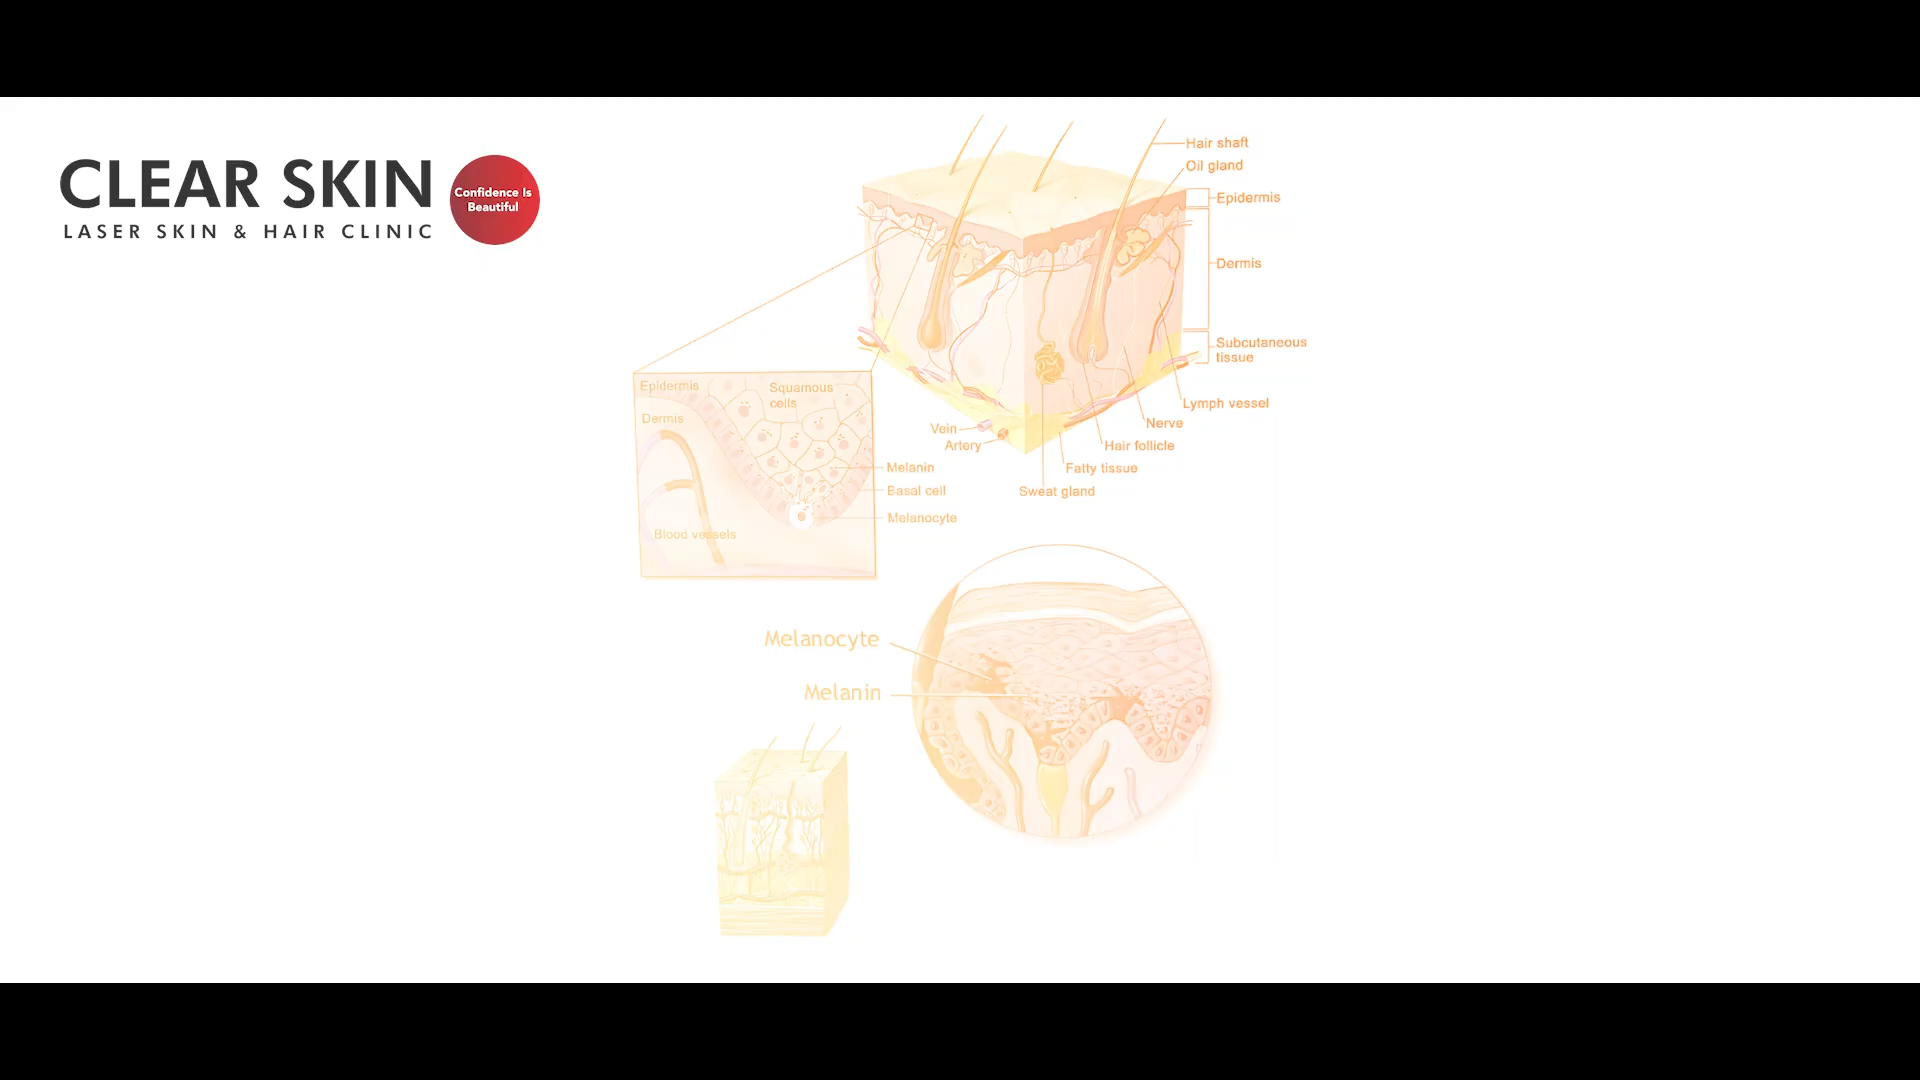 CLEAR SKIN
LASER SKIN & HAIR CLINIC
Confidence Is
Beautiful
Hair shaft
Oil gland
Epidermis
Dermis
Subcutaneous
tissue
Lymph vessel
Nerve
Hair follicle
Fatty tissue
Sweat gland
Vein
Artery
Epidermis
Squamous
cells
Dermis
Melanin
Basal cell
Melanocyte
Blood vessels
Melanocyte
Melanin